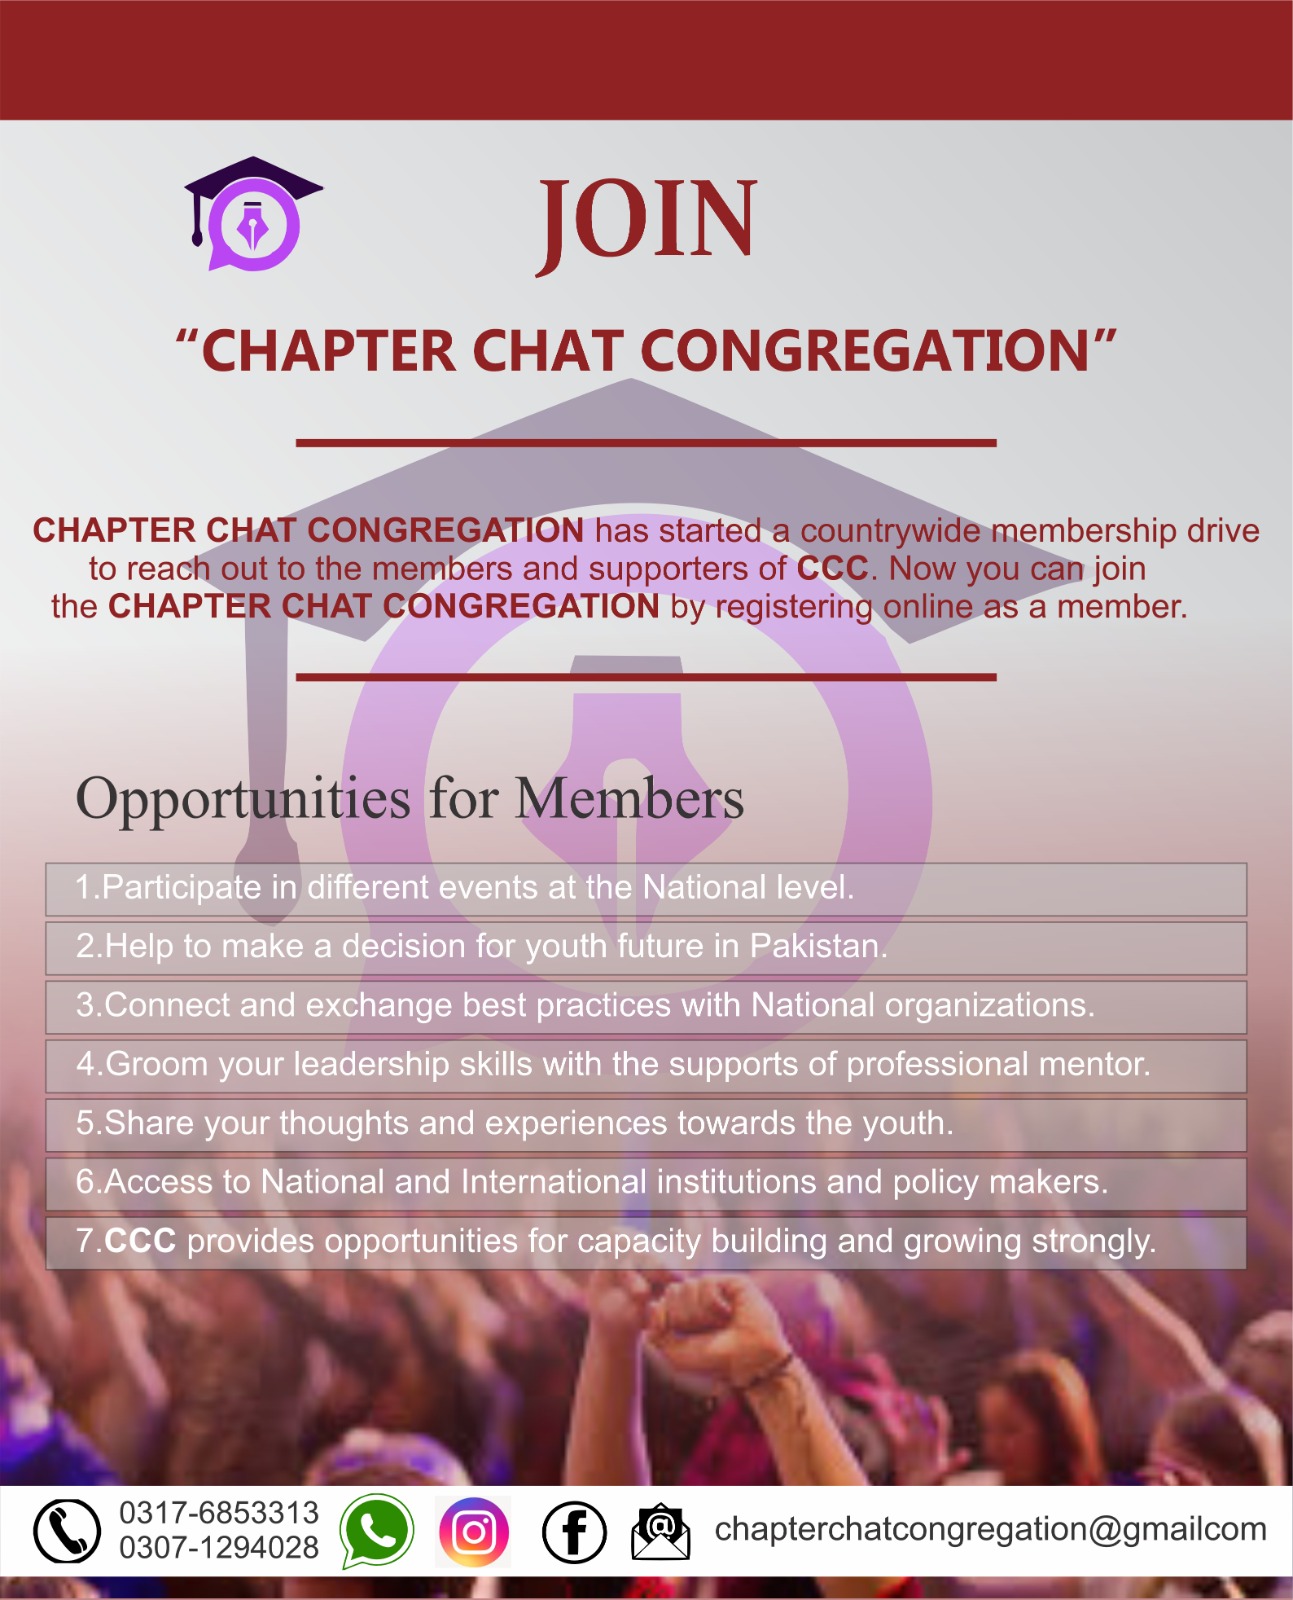 JOIN
“CHAPTER CHAT CONGREGATION”
CHAPTER CHAT CONGREGATION has started a countrywide membership drive
to reach out to the members and supporters of CCC. Now you can join
the CHAPTER CHAT CONGREGATION by registering online as a member.
Opportunities for Members
1.Participate in different events at the National level.
2.Help to make a decision for youth future in Pakistan.
3.Connect and exchange best practices with National organizations.
4.Groom your leadership skills with the supports of professional mentor.
5.Share your thoughts and experiences towards the youth.
6.Access to National and International institutions and policy makers.
7.CCC provides opportunities for capacity building and growing strongly.
0317-6853313
0307-1294028
chapterchatcongregation@gmailcom